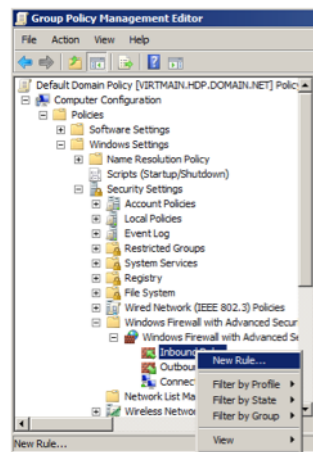 Group Policy Management Editor
File Action View Help
Default Domain Policy [VIRTMAIN.HDP.DOMAIN.NET] Policy
Computer Configuration
Policies
Software Settings
Windows Settings
Name Resolution Policy
Scripts (Startup/Shutdown)
Security Settings
Account Policies
Local Policies
Event Log
Restricted Groups
System Services
Registry
File System
Wired Network (IEEE 802.3) Policies
Windows Firewall with Advanced Secur
Windows Firewall with Advanced Se
Inbound
New Rule...
Outbou
Connec
Filter by Profile
Network List Ma
Filter by State
Wireless Networ
Filter by Group
View
New Rule...